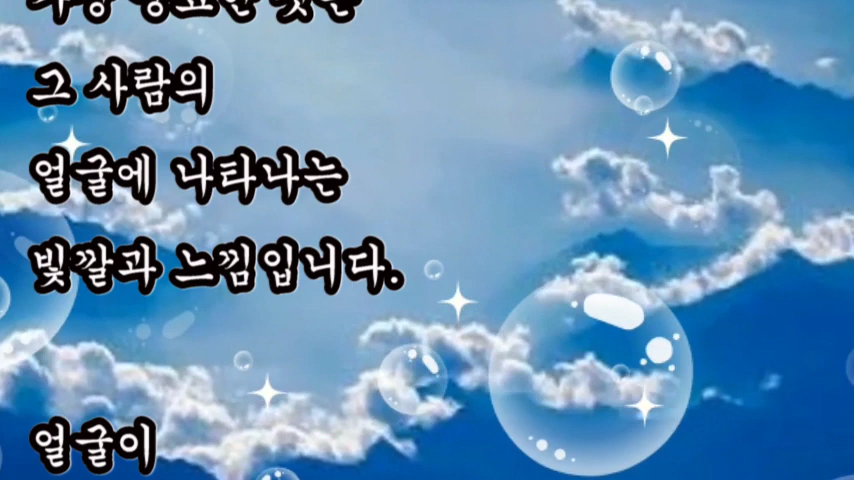 그 사람의
얼굴에 나타나는
빛깔과 느낌입니다.
얼굴이